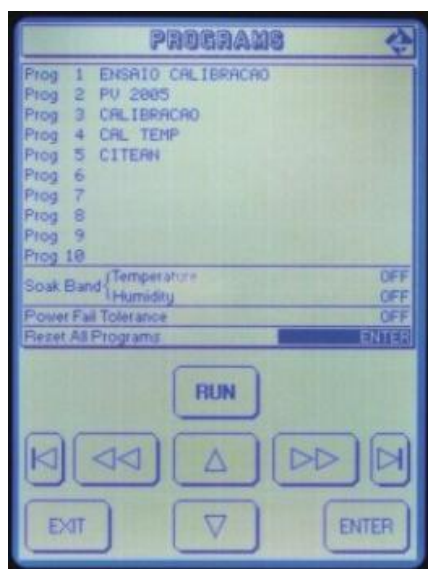 PROGRAMS
Prog 1 ENSAIO CALIBRACAO
Prog 2 PV 2005
Prog 3 CALIBRACAO
Prog 4 CAL TEMP
Prog 5 CITEAN
Prog 6
Prog 7
Prog 8
Prog 9
Prog 10
Soak Band { Temperature OFF
Humidity OFF
Power Fail Tolerance OFF
Reset All Programs ENTER
RUN
EXIT
ENTER